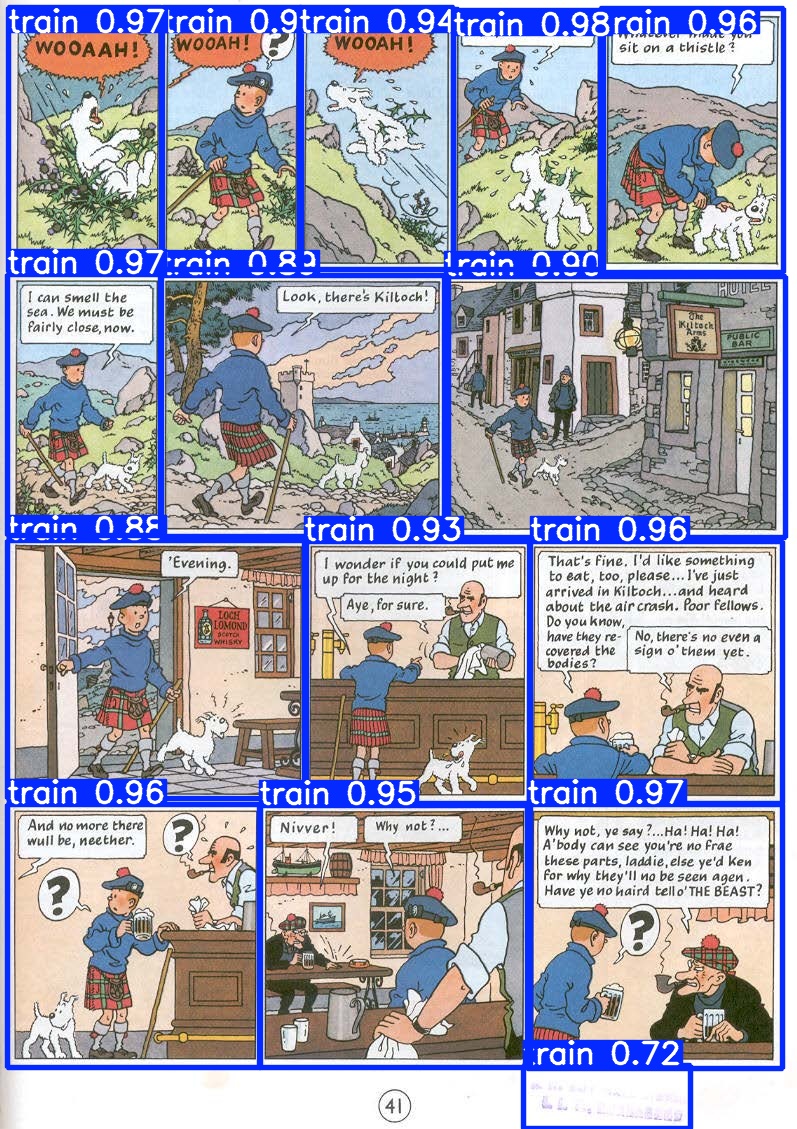 train 0.97
train 0.9
train 0.94
train 0.98
train 0.96
WOOAAH!
WOOAH!
?
WOOAH!
Whatever made you
sit on a thistle?
train 0.97
train 0.89
train 0.90
I can smell the
sea. We must be
fairly close, now.
Look, there's Kiltoch!
HOTEL
The
Kiltoch
Arms
PUBLIC
BAR
train 0.88
train 0.93
train 0.96
'Evening.
LOCH
LOMOND
SCOTCH
WHISKY
I wonder if you could put me
up for the night?
Aye, for sure.
That's fine. I'd like something
to eat, too, please...I've just
arrived in Kiltoch...and heard
about the air crash. Poor fellows.
Do you know,
have they re-
covered the
bodies?
No, there's no even a
sign o' them yet.
train 0.96
train 0.95
train 0.97
And no more there
wull be, neether.
?
?
Nivver!
Why not?...
Why not, ye say?...Ha! Ha! Ha!
A'body can see you're no frae
these parts, laddie, else ye'd Ken
for why they'll no be seen agen.
Have ye no haird tell o' 'THE BEAST'?
?
train 0.72
41